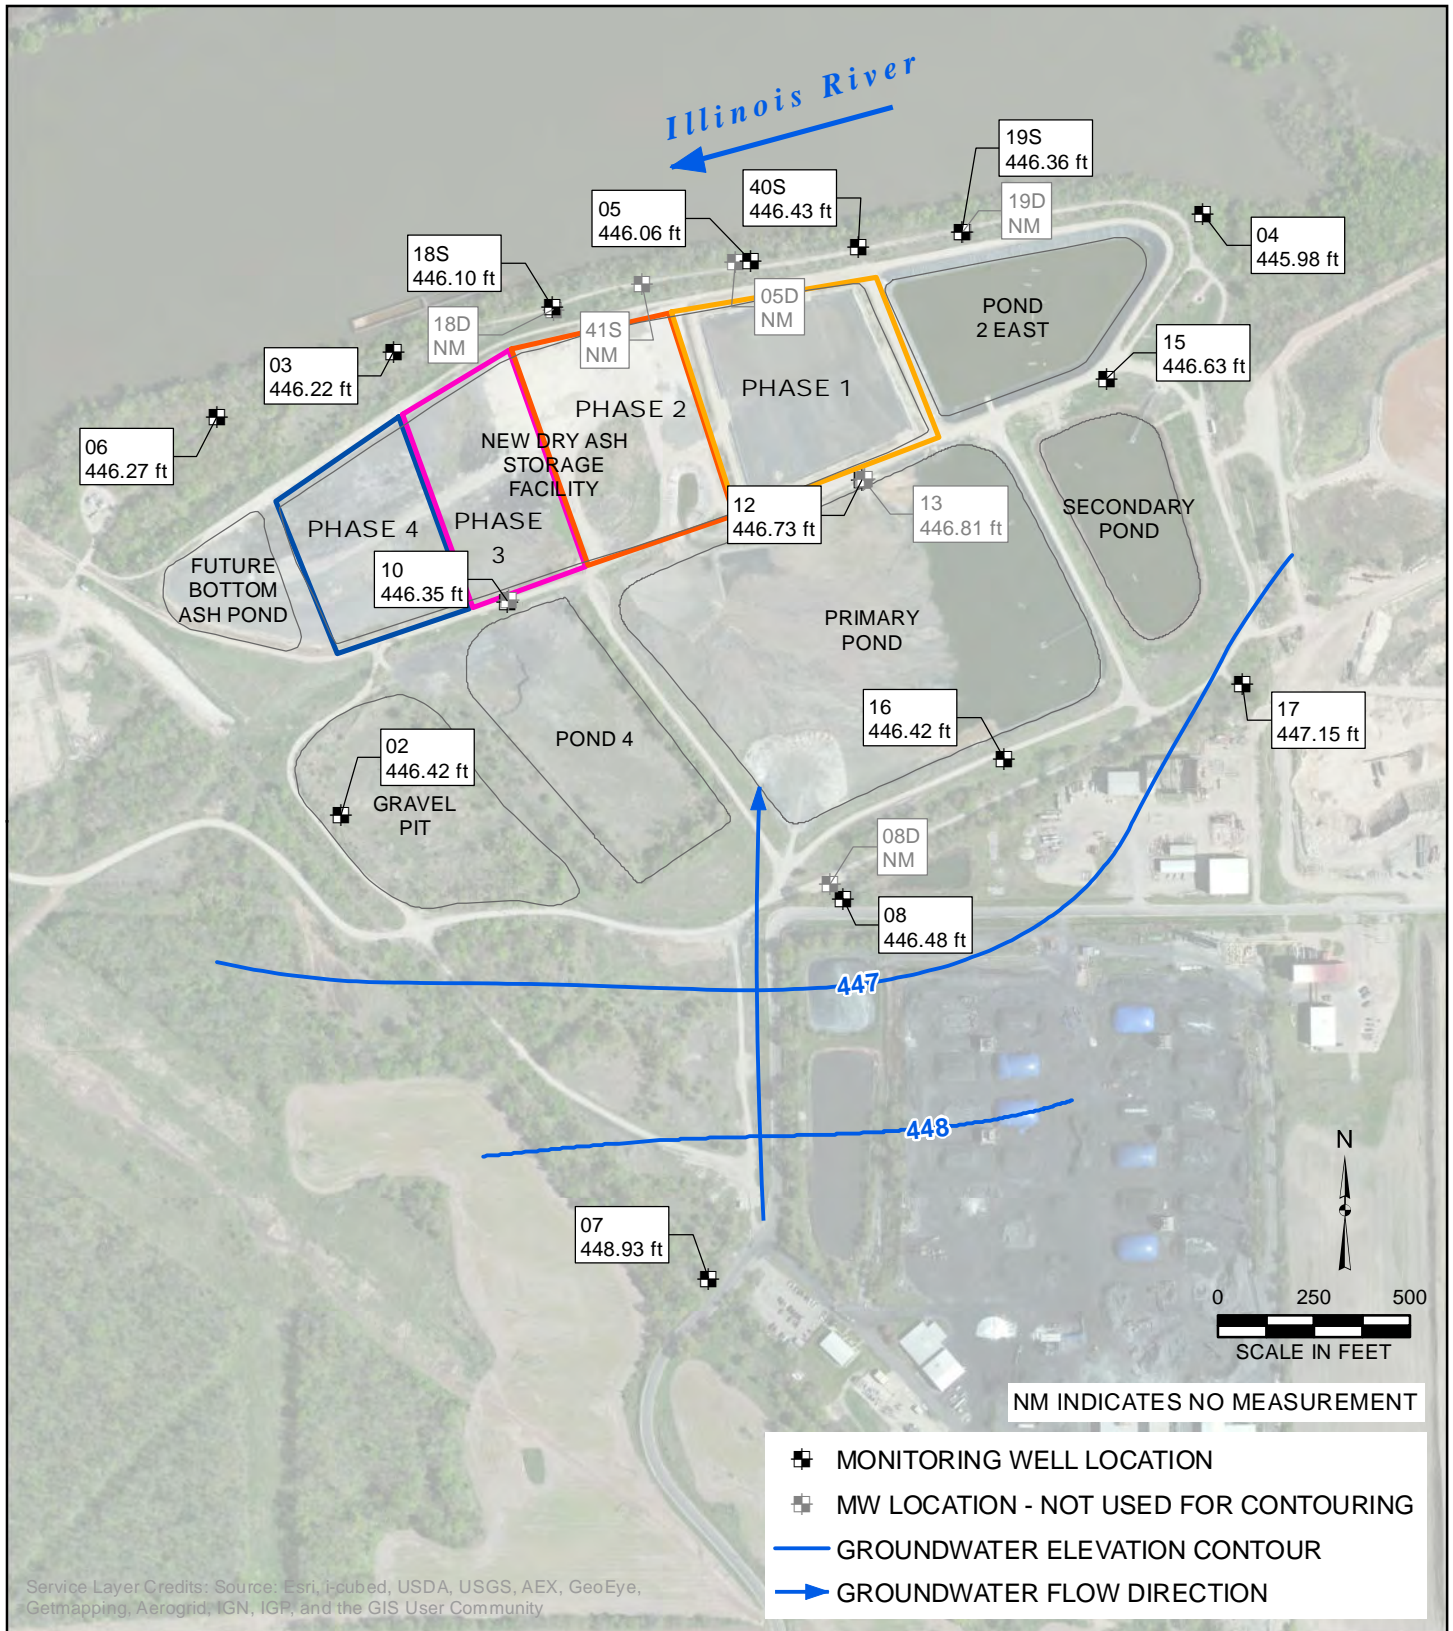 Illinois River
19S
446.36 ft
19D
NM
40S
446.43 ft
05
446.06 ft
04
445.98 ft
18S
446.10 ft
05D
NM
POND
2 EAST
18D
NM
41S
NM
15
446.63 ft
03
446.22 ft
PHASE 1
PHASE 2
06
446.27 ft
NEW DRY ASH
STORAGE
FACILITY
12
446.73 ft
13
446.81 ft
SECONDARY
POND
PHASE 4
PHASE
3
FUTURE
BOTTOM
ASH POND
10
446.35 ft
PRIMARY
POND
16
446.42 ft
17
447.15 ft
02
446.42 ft
POND 4
GRAVEL
PIT
08D
NM
08
446.48 ft
447
448
07
448.93 ft
N
0 250 500
SCALE IN FEET
NM INDICATES NO MEASUREMENT
MONITORING WELL LOCATION
MW LOCATION - NOT USED FOR CONTOURING
GROUNDWATER ELEVATION CONTOUR
GROUNDWATER FLOW DIRECTION
Service Layer Credits: Source: Esri, i-cubed, USDA, USGS, AEX, GeoEye,
Getmapping, Aerogrid, IGN, IGP, and the GIS User Community